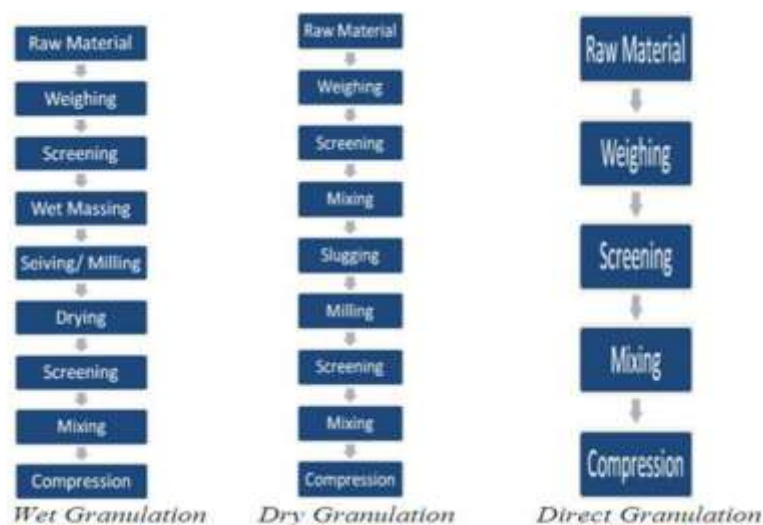 Raw Material
Weighing
Screening
Wet Massing
Seiving/ Milling
Drying
Screening
Mixing
Compression
Wet Granulation
Raw Material
Weighing
Screening
Mixing
Slugging
Milling
Screening
Mixing
Compression
Dry Granulation
Raw Material
Weighing
Screening
Mixing
Compression
Direct Granulation